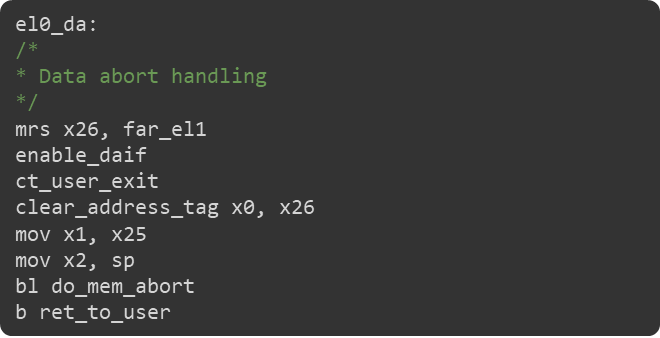 el0_da:
/*
* Data abort handling
*/
mrs x26, far_el1
enable_daif
ct_user_exit
clear_address_tag x0, x26
mov x1, x25
mov x2, sp
bl do_mem_abort
b ret_to_user